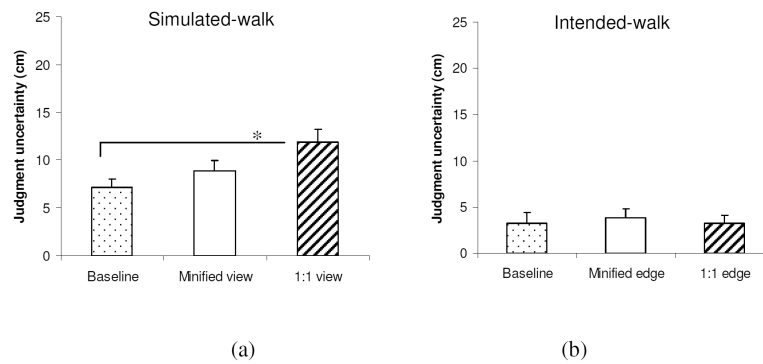 Simulated-walk
Judgment uncertainty (cm)
25
20
15
10
5
0
*
Baseline Minified view 1:1 view
(a)
Intended-walk
Judgment uncertainty (cm)
25
20
15
10
5
0
Baseline Minified edge 1:1 edge
(b)